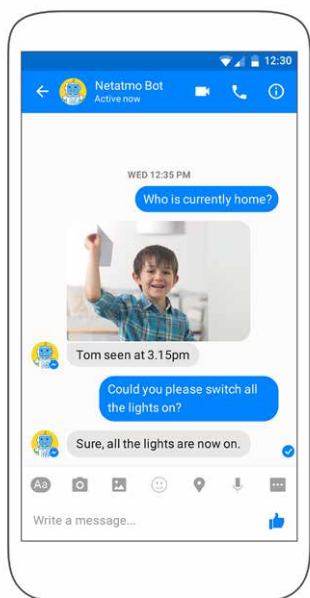 12:30
Netatmo Bot
Active now
WED 12:35 PM
Who is currently home?
Tom seen at 3.15pm
Could you please switch all
the lights on?
Sure, all the lights are now on.
Aa
Write a message...